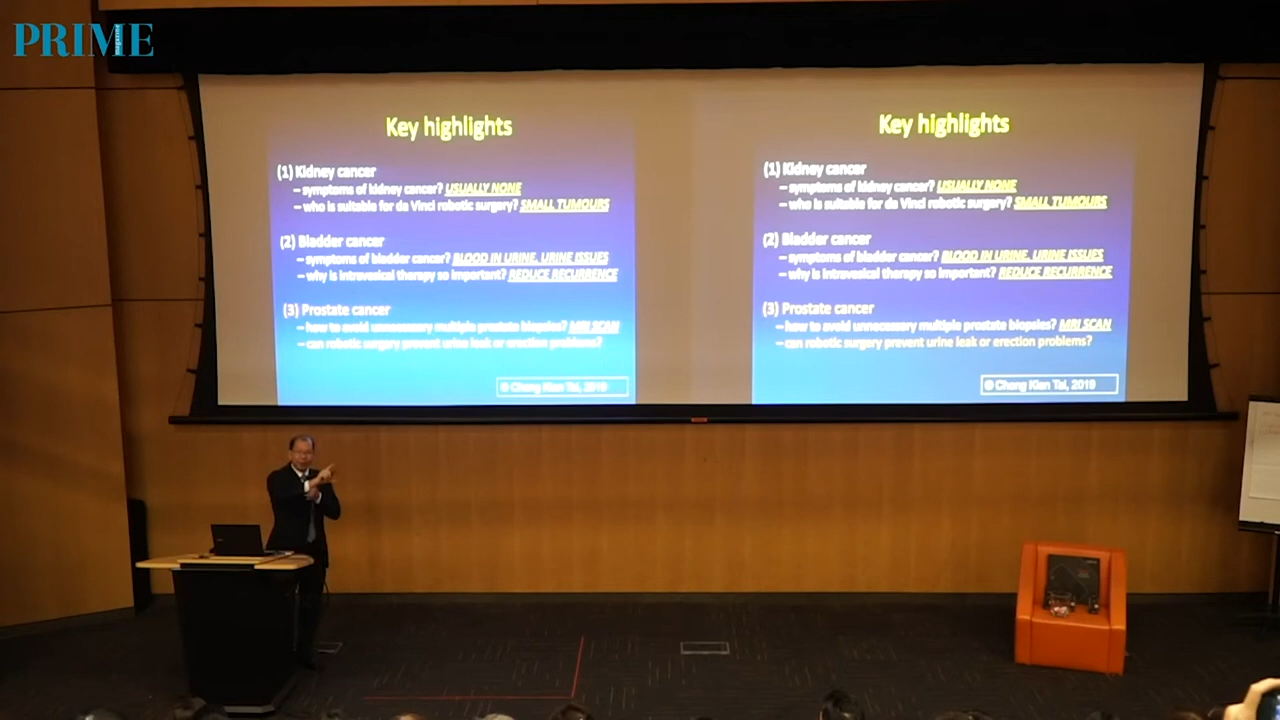 PRIME
magazine
Key highlights
(1) Kidney cancer
– symptoms of kidney cancer? USUALLY NONE
– who is suitable for da Vinci robotic surgery? SMALL TUMOURS
(2) Bladder cancer
– symptoms of bladder cancer? BLOOD IN URINE, URINE ISSUES
– why is intravesical therapy so important? REDUCE RECURRENCE
(3) Prostate cancer
– how to avoid unnecessary multiple prostate biopsies? MRI SCAN
– can robotic surgery prevent urine leak or erection problems?
© Chong Kian Tai, 2019
Key highlights
(1) Kidney cancer
– symptoms of kidney cancer? USUALLY NONE
– who is suitable for da Vinci robotic surgery? SMALL TUMOURS
(2) Bladder cancer
– symptoms of bladder cancer? BLOOD IN URINE, URINE ISSUES
– why is intravesical therapy so important? REDUCE RECURRENCE
(3) Prostate cancer
– how to avoid unnecessary multiple prostate biopsies? MRI SCAN
– can robotic surgery prevent urine leak or erection problems?
© Chong Kian Tai, 2019